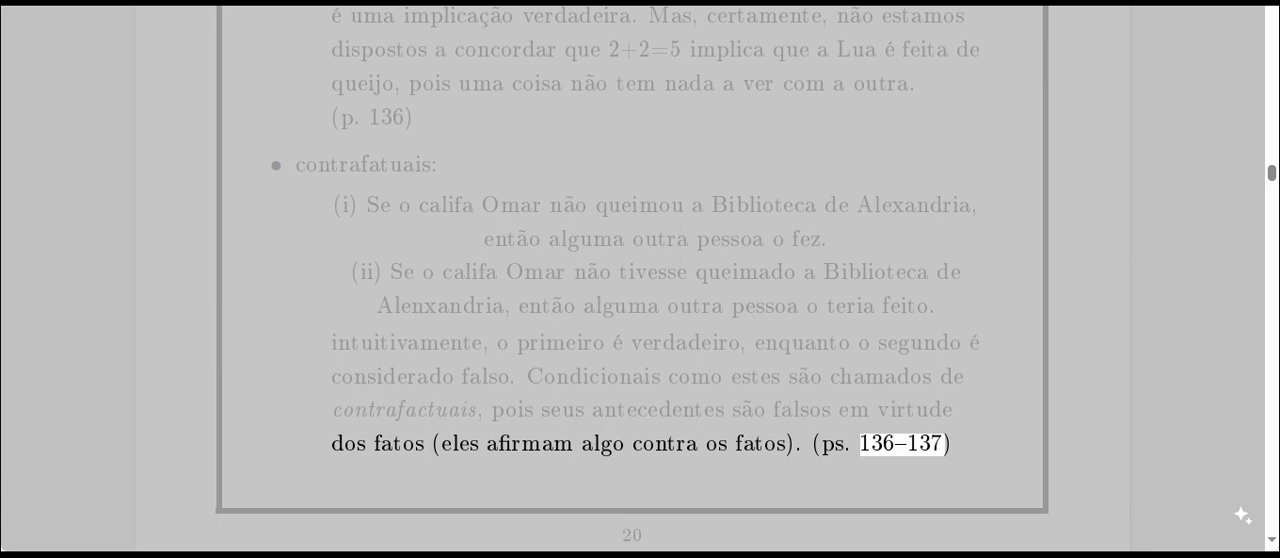 é uma implicação verdadeira. Mas, certamente, não estamos
dispostos a concordar que 2+2=5 implica que a Lua é feita de
queijo, pois uma coisa não tem nada a ver com a outra.
(p. 136)
• contrafatuais:
(i) Se o califa Omar não queimou a Biblioteca de Alexandria,
então alguma outra pessoa o fez.
(ii) Se o califa Omar não tivesse queimado a Biblioteca de
Alenxandria, então alguma outra pessoa o teria feito.
intuitivamente, o primeiro é verdadeiro, enquanto o segundo é
considerado falso. Condicionais como estes são chamados de
contrafactuais, pois seus antecedentes são falsos em virtude
dos fatos (eles afirmam algo contra os fatos). (ps. 136–137)
20